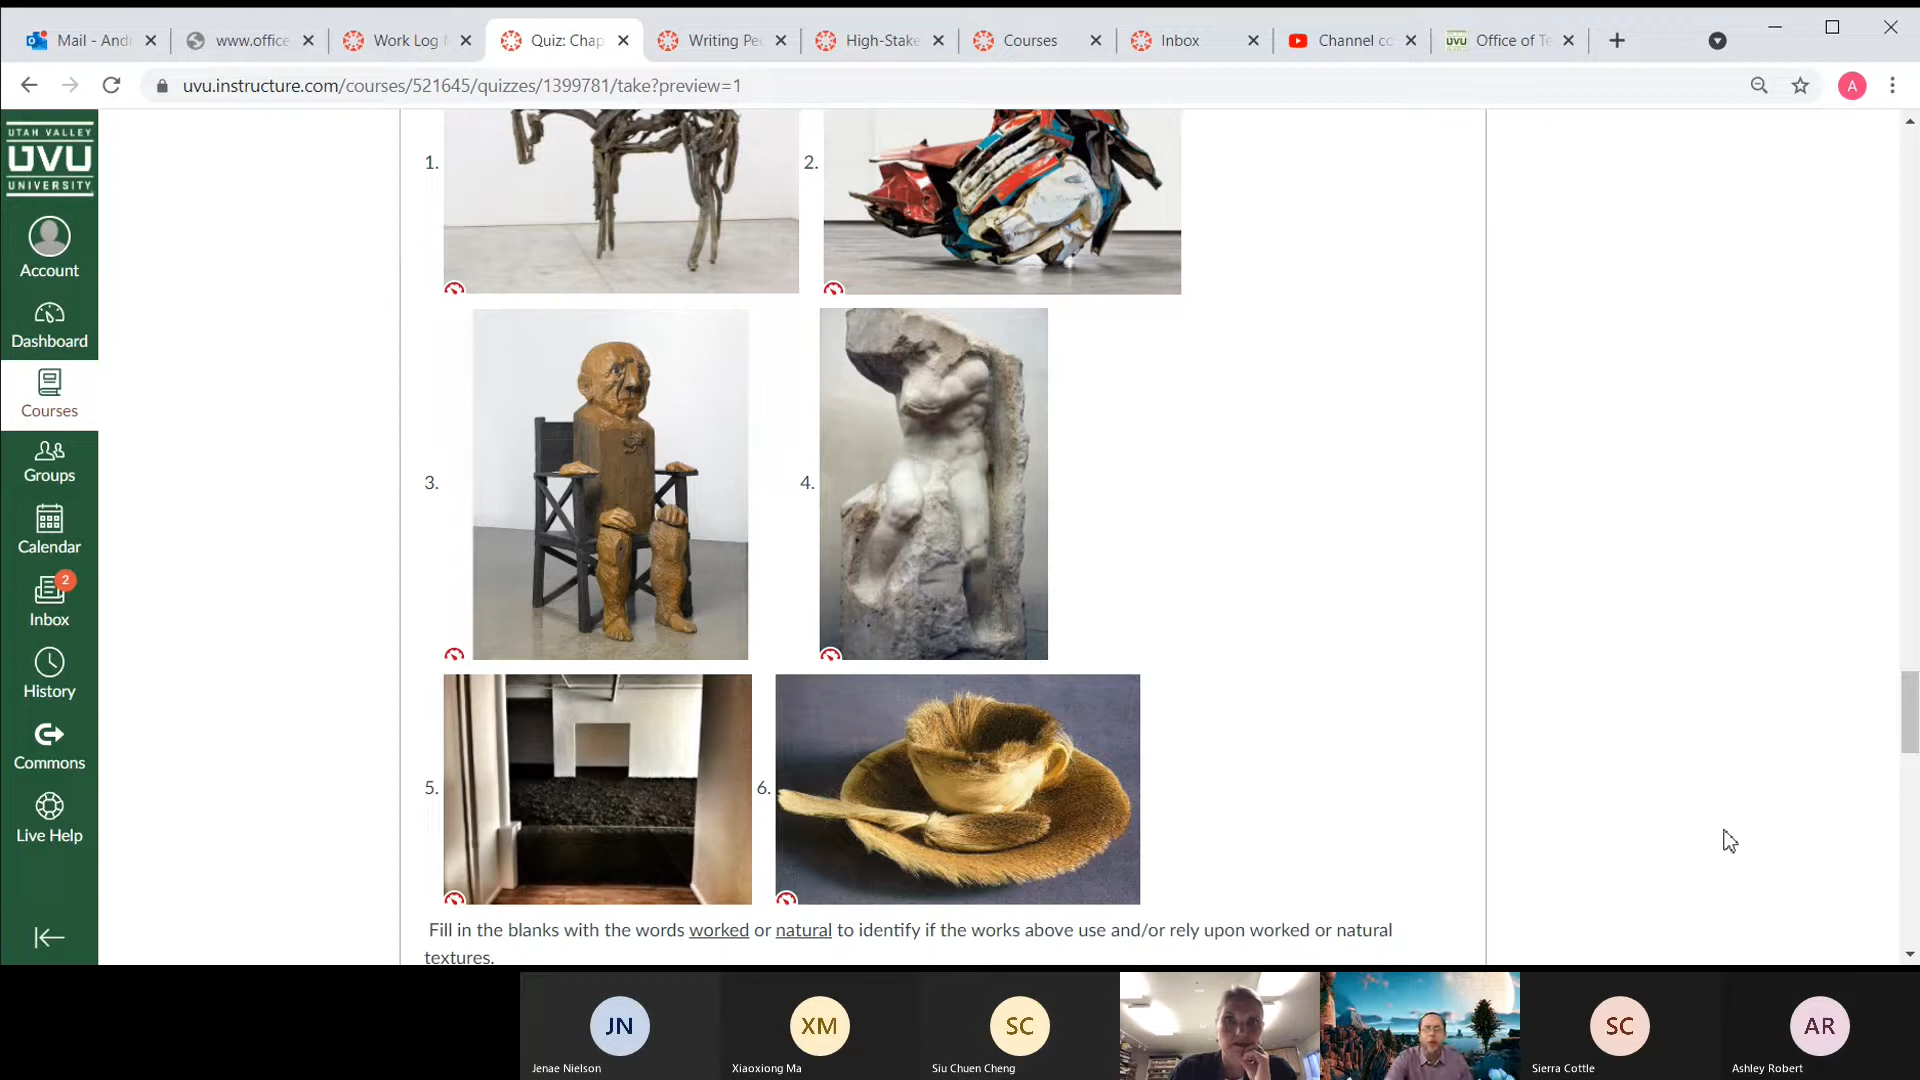 Mail - And
www.office
Work Log M
Quiz: Chap
Writing Pe
High-Stake
Courses
Inbox
Channel co
Office of Te
uvu.instructure.com/courses/521645/quizzes/1399781/take?preview=1
A
UTAH VALLEY
UVU
UNIVERSITY
Account
Dashboard
Courses
Groups
Calendar
2
Inbox
History
Commons
Live Help
1.
2.
3.
4.
5.
6.
Fill in the blanks with the words worked or natural to identify if the works above use and/or rely upon worked or natural
textures.
JN
Jenae Nielson
XM
Xiaoxiong Ma
SC
Siu Chuen Cheng
SC
Sierra Cottle
AR
Ashley Robert